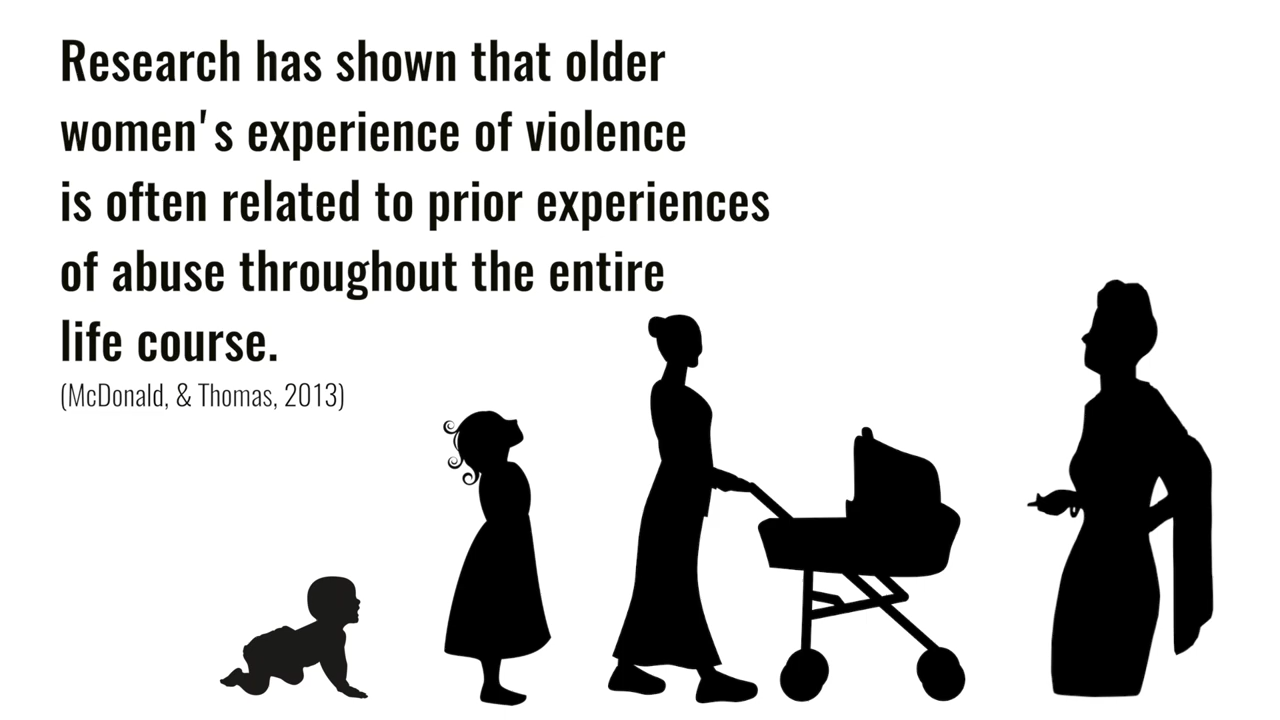 Research has shown that older
women's experience of violence
is often related to prior experiences
of abuse throughout the entire
life course.
(McDonald, & Thomas, 2013)